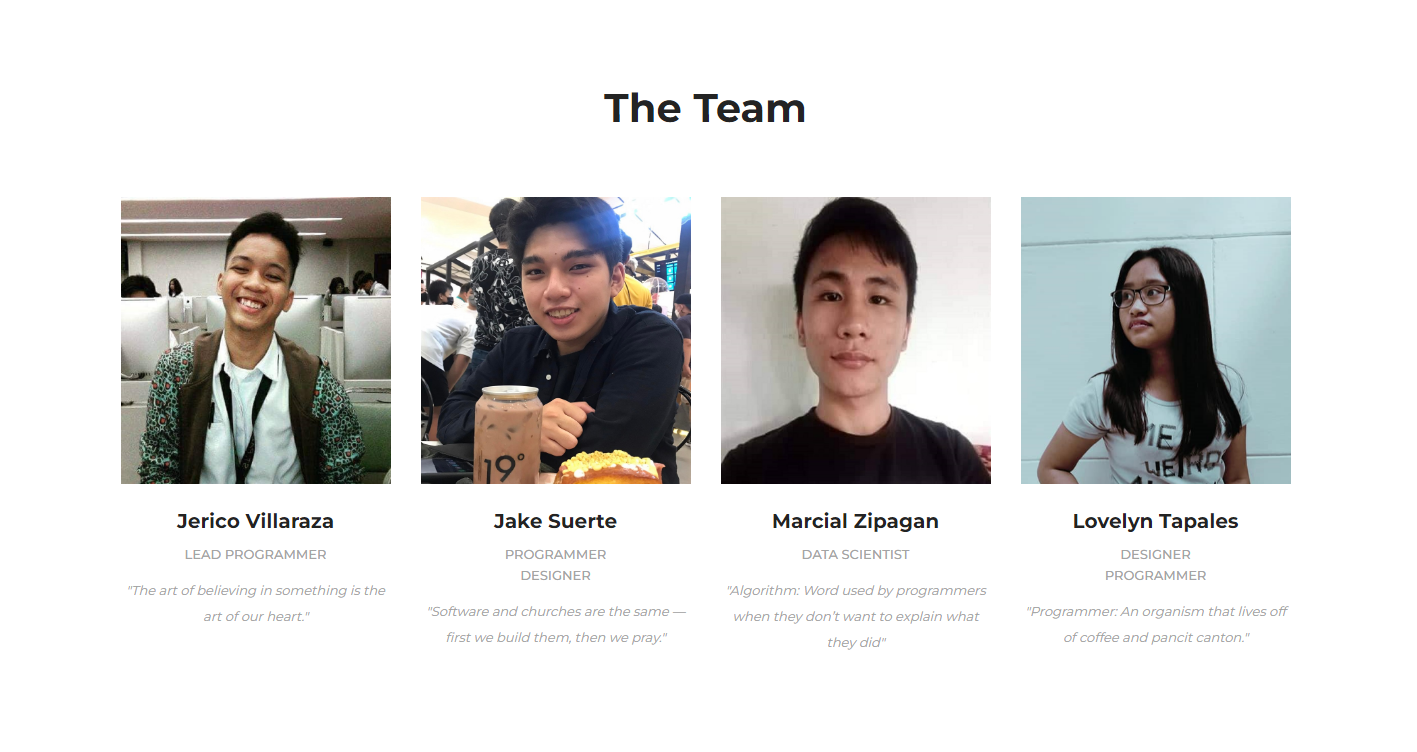 The Team
19°
ME
WEIRD
Jerico Villaraza
LEAD PROGRAMMER
"The art of believing in something is the
art of our heart."
Jake Suerte
PROGRAMMER
DESIGNER
"Software and churches are the same —
first we build them, then we pray."
Marcial Zipagan
DATA SCIENTIST
"Algorithm: Word used by programmers
when they don’t want to explain what
they did"
Lovelyn Tapales
DESIGNER
PROGRAMMER
"Programmer: An organism that lives off
of coffee and pancit canton."